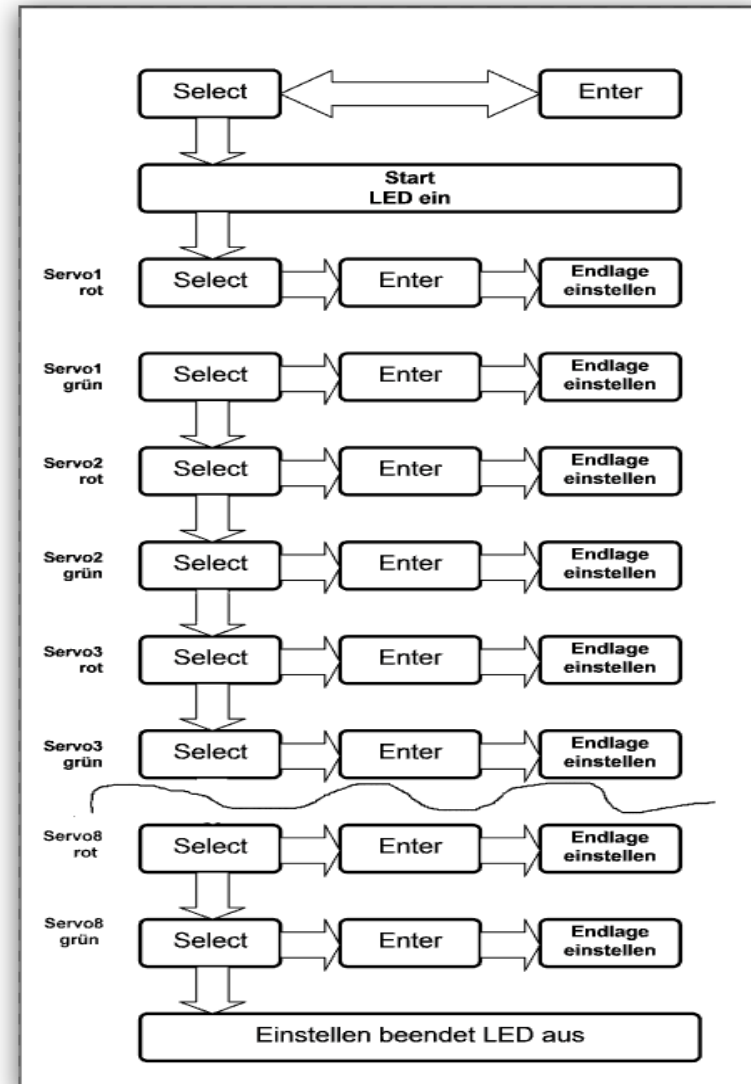 Select
Enter
Start
LED ein
Servo1
rot
Select
Enter
Endlage
einstellen
Servo1
grün
Select
Enter
Endlage
einstellen
Servo2
rot
Select
Enter
Endlage
einstellen
Servo2
grün
Select
Enter
Endlage
einstellen
Servo3
rot
Select
Enter
Endlage
einstellen
Servo3
grün
Select
Enter
Endlage
einstellen
Servo8
rot
Select
Enter
Endlage
einstellen
Servo8
grün
Select
Enter
Endlage
einstellen
Einstellen beendet LED aus